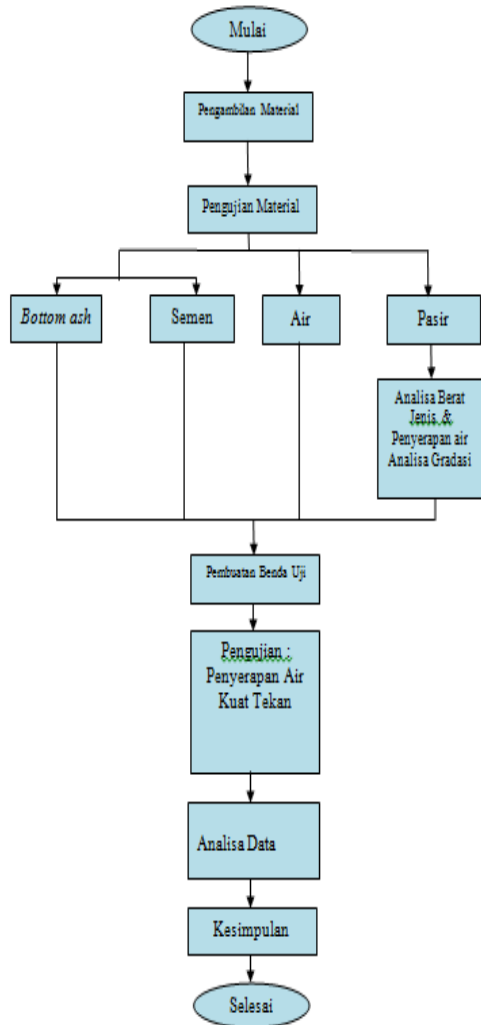 Mulai
Pengambilan Material
Pengujian Material
Bottom ash
Semen
Air
Pasir
Analisa Berat
Jenis &
Penyerapan air
Analisa Gradasi
Pembuatan Benda Uji
Pengujian :
Penyerapan Air
Kuat Tekan
Analisa Data
Kesimpulan
Selesai